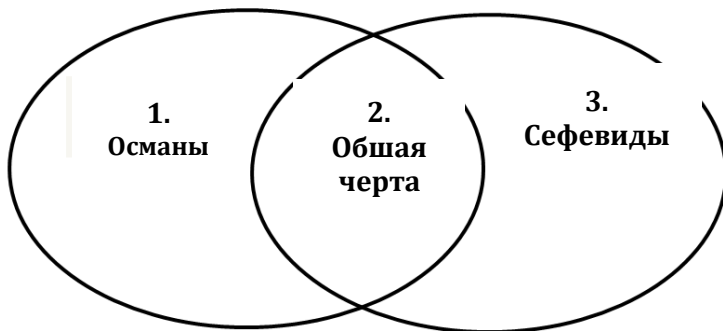 1.
Османы
2.
Обшая
черта
3.
Сефевиды